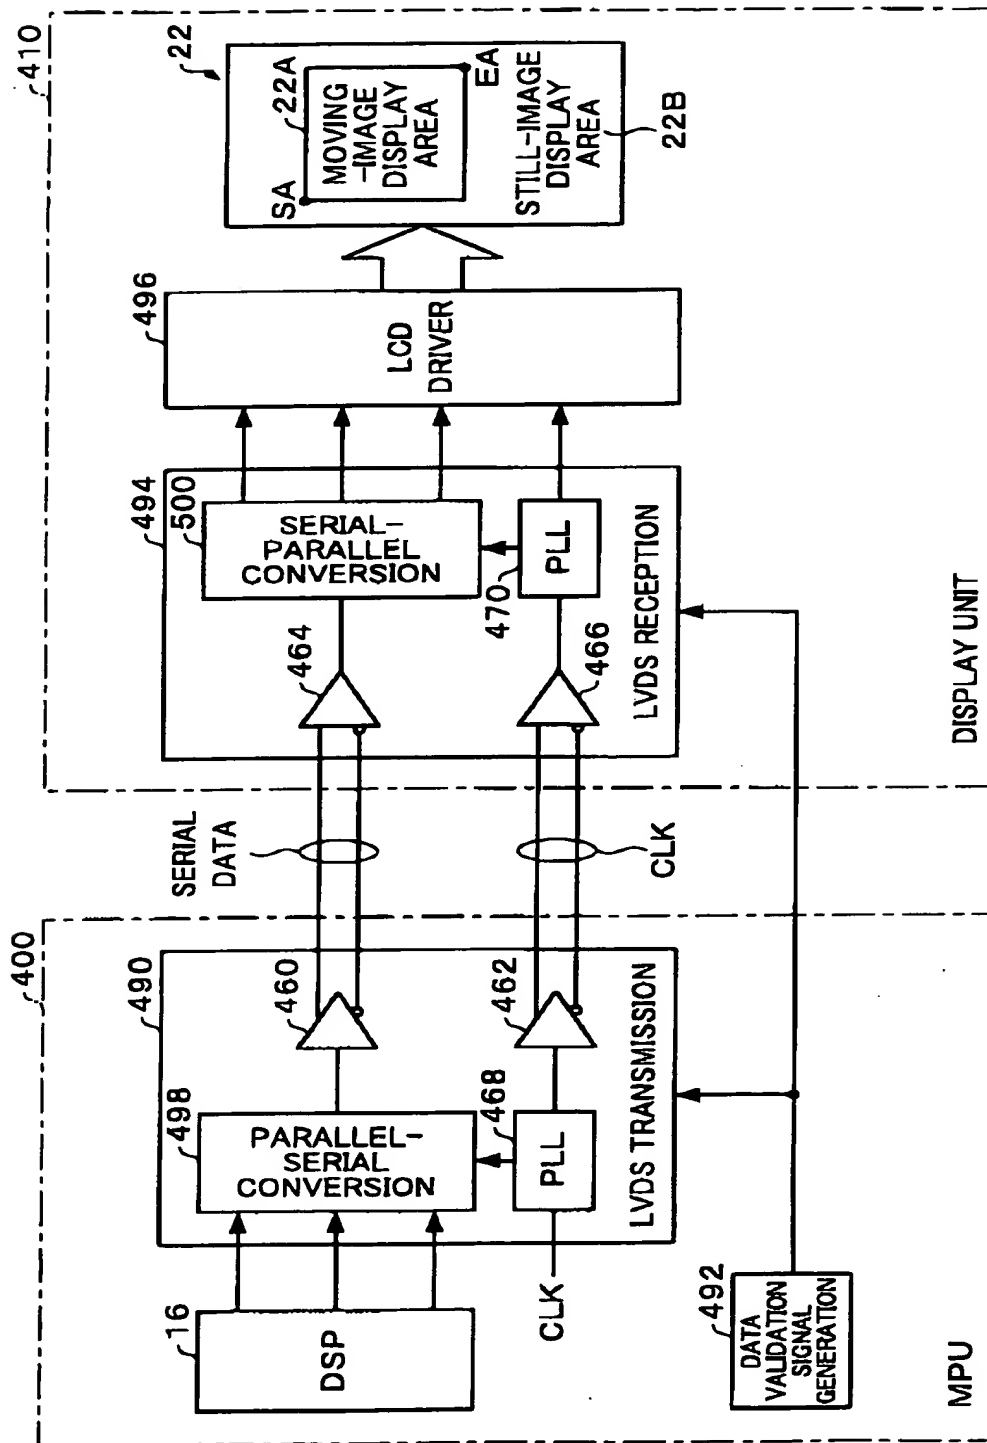 400
410
MPU
16
DSP
CLK
490
498
PARALLEL-
SERIAL
CONVERSION
460
468
PLL
462
LVDS TRANSMISSION
492
DATA
VALIDATION
SIGNAL
GENERATION
SERIAL
DATA
CLK
494
500
SERIAL-
PARALLEL
CONVERSION
464
470
PLL
466
LVDS RECEPTION
496
LCD
DRIVER
22
SA
22A
MOVING
-IMAGE
DISPLAY
AREA
EA
STILL-IMAGE
DISPLAY
AREA
22B
DISPLAY UNIT